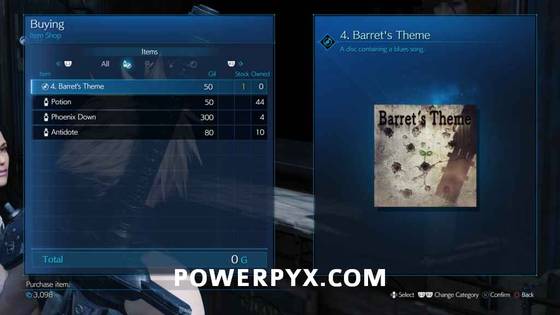 Buying
Item Shop
Items
All
Item Gil Stock Owned
4. Barret's Theme 50 1 0
Potion 50 44
Phoenix Down 300 4
Antidote 80 10
Total 0 G
4. Barret's Theme
A disc containing a blues song.
Barret's Theme
POWERPYX.COM
Purchase item.
3,098
Select Change Category Confirm Back